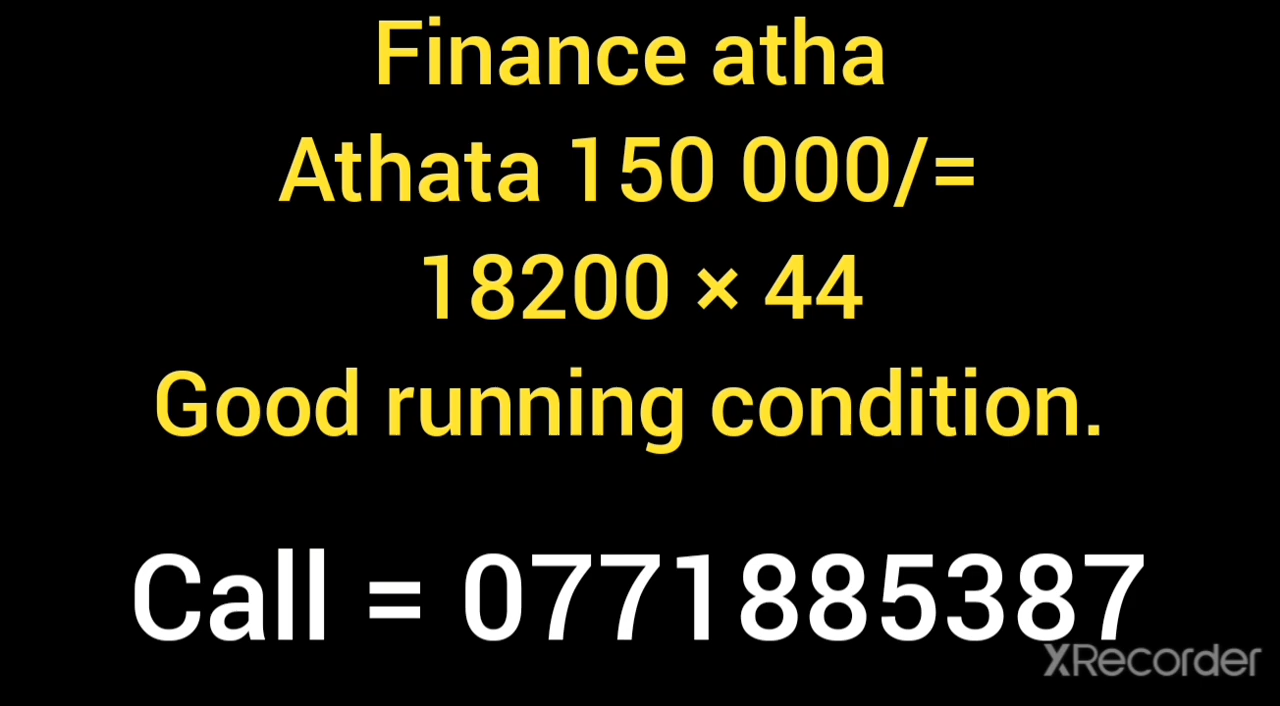 Finance atha
Athata 150 000/=
18200 × 44
Good running condition.
Call = 0771885387
XRecorder